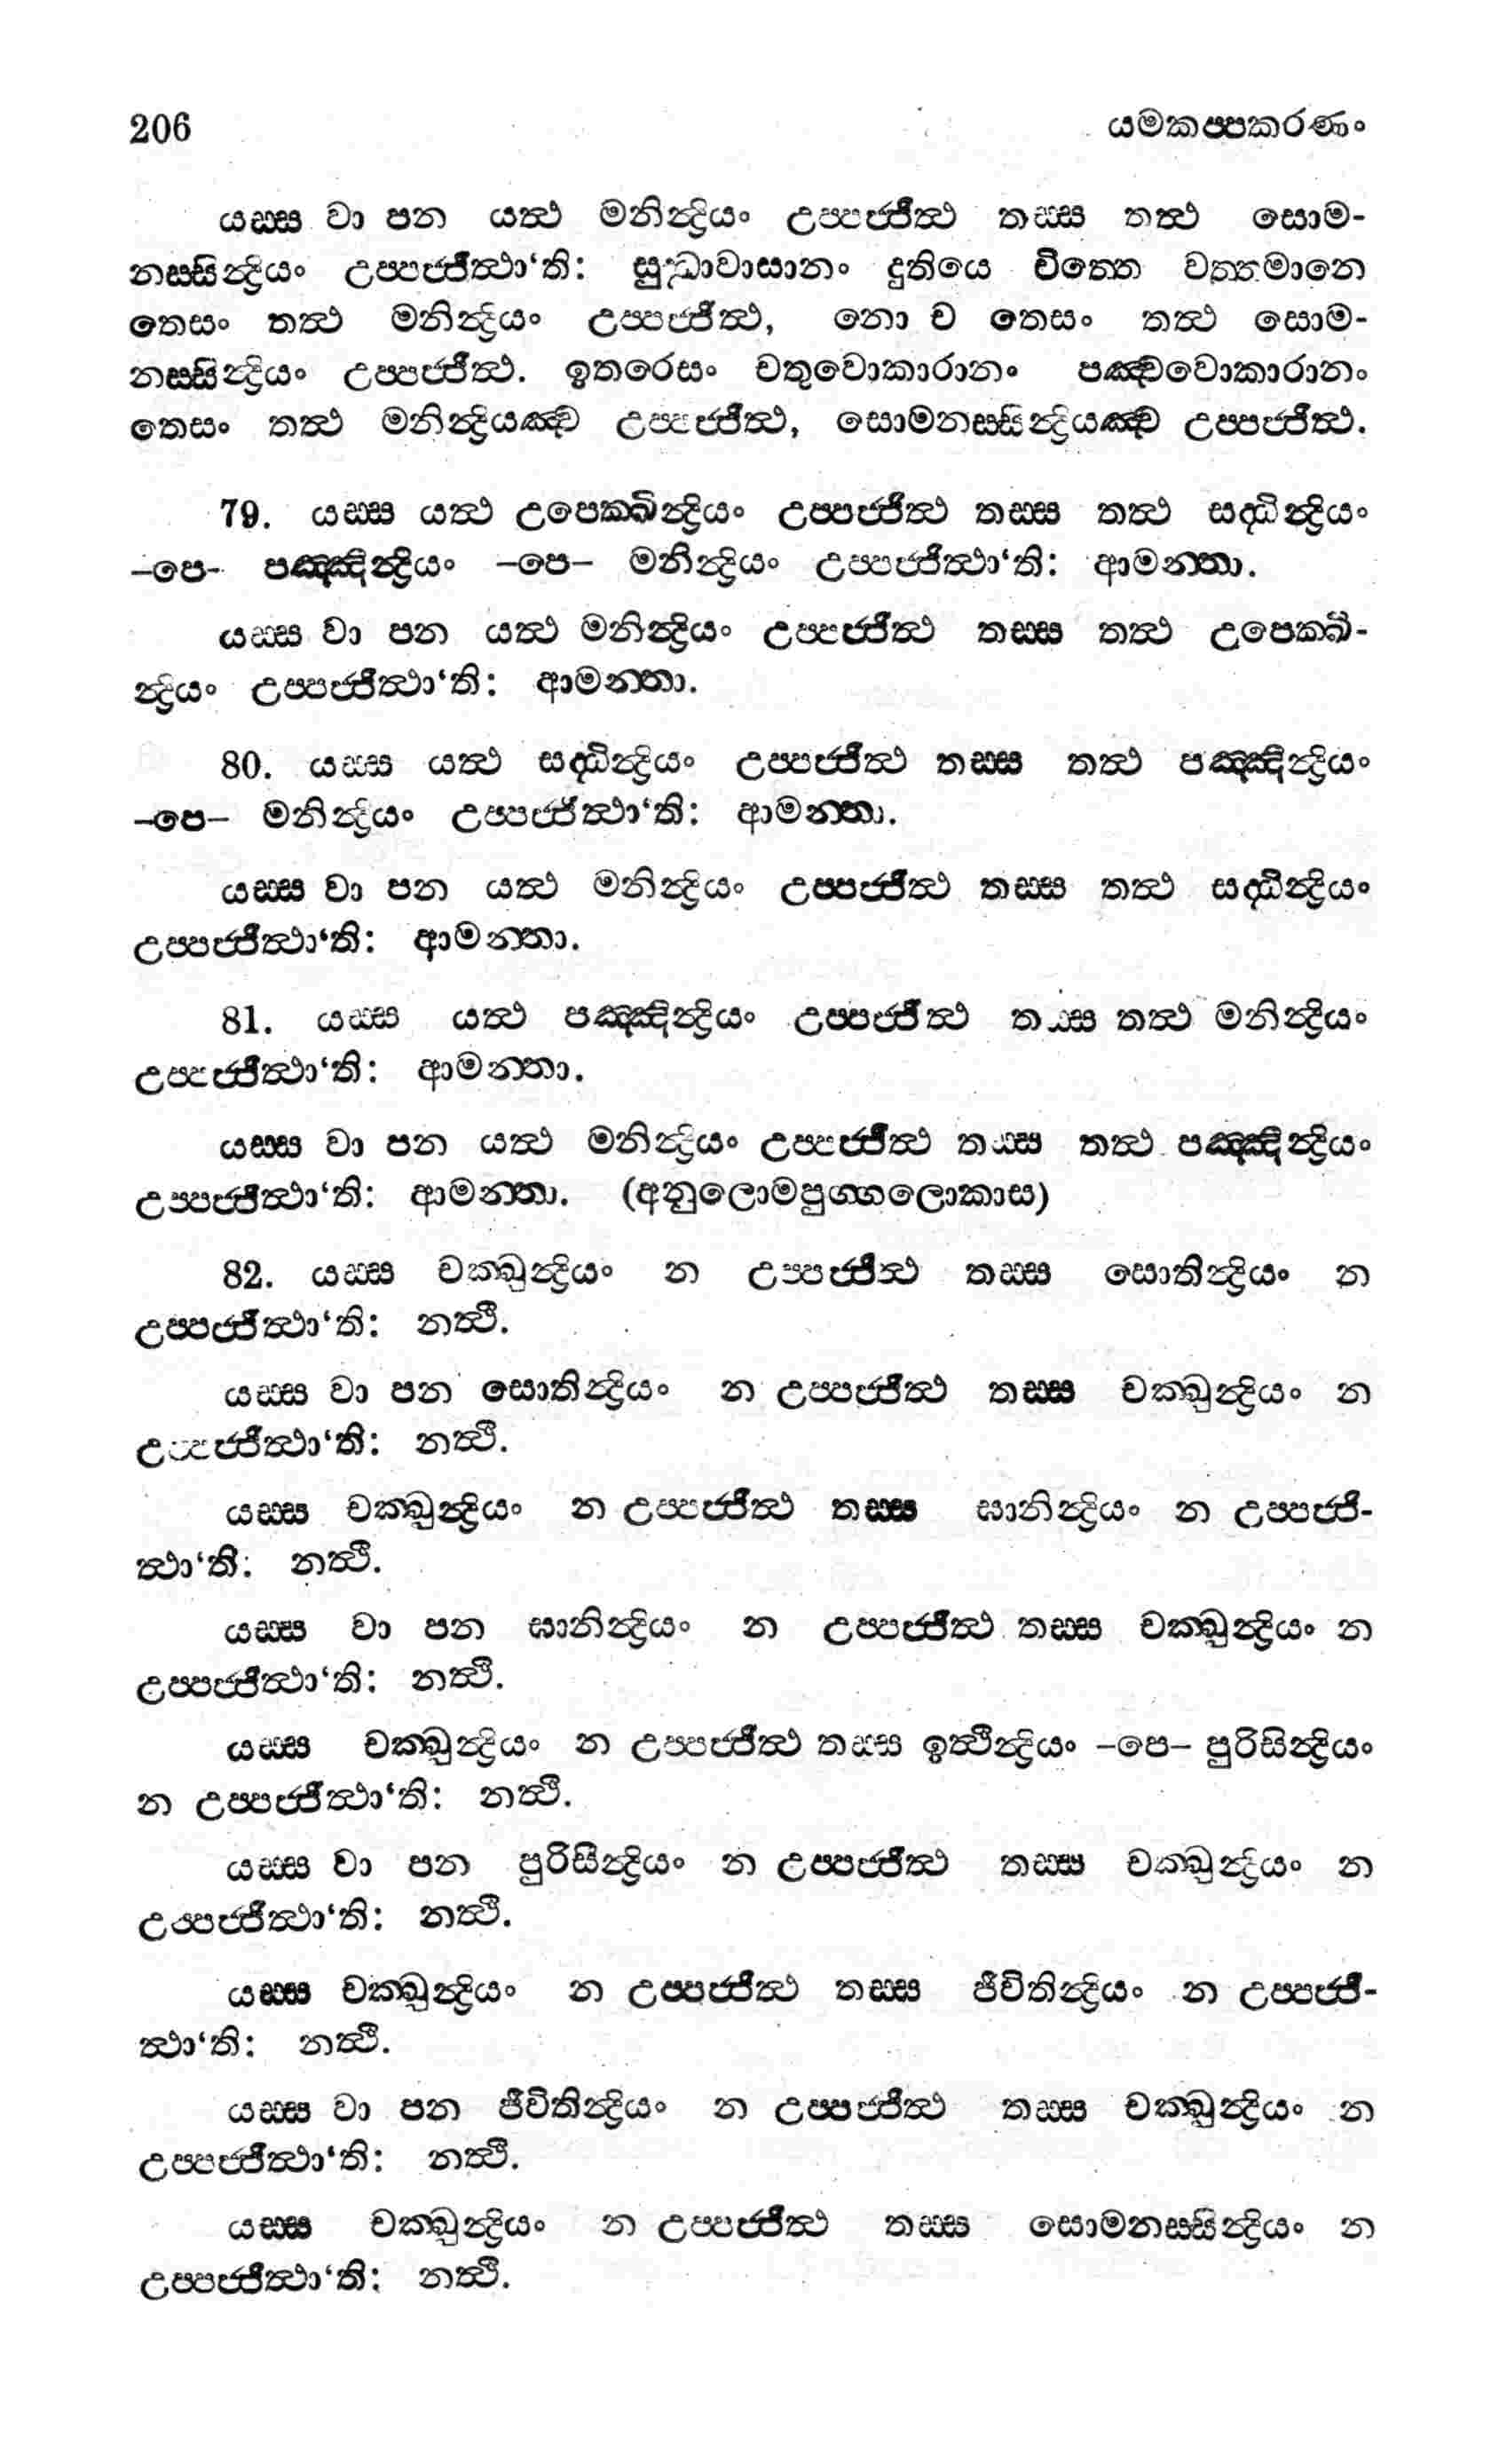 206 යමකප්පකරණං
යස්ස වා පන යත්ථ මනින්ද්‍රියං උප්පජ්ජිත්ථ තස්ස තත්ථ සොම-
නස්සින්ද්‍රියං උප්පජ්ජිත්ථා‘ති: සුද්ධාවාසානං දුතියෙ චිත්තෙ වත්තමානෙ
තෙසං තත්ථ මනින්ද්‍රියං උප්පජ්ජිත්ථ, නො ච තෙසං තත්ථ සොම-
නස්සින්ද්‍රියං උප්පජ්ජිත්ථ. ඉතරෙසං චතුවොකාරානං පඤ්චවොකාරානං
තෙසං තත්ථ මනින්ද්‍රියඤ්ච උප්පජ්ජිත්ථ, සොමනස්සින්ද්‍රියඤ්ච උප්පජ්ජිත්ථ.
79. යස්ස යත්ථ උපෙක්ඛින්ද්‍රියං උප්පජ්ජිත්ථ තස්ස තත්ථ සද්ධින්ද්‍රියං
–පෙ– පඤ්ඤින්ද්‍රියං –පෙ– මනින්ද්‍රියං උප්පජ්ජිත්ථා‘ති: ආමන්තා.
යස්ස වා පන යත්ථ මනින්ද්‍රියං උප්පජ්ජිත්ථ තස්ස තත්ථ උපෙක්ඛි-
න්ද්‍රියං උප්පජ්ජිත්ථා‘ති: ආමන්තා.
80. යස්ස යත්ථ සද්ධින්ද්‍රියං උප්පජ්ජිත්ථ තස්ස තත්ථ පඤ්ඤින්ද්‍රියං
–පෙ– මනින්ද්‍රියං උප්පජ්ජිත්ථා‘ති: ආමන්තා.
යස්ස වා පන යත්ථ මනින්ද්‍රියං උප්පජ්ජිත්ථ තස්ස තත්ථ සද්ධින්ද්‍රියං
උප්පජ්ජිත්ථා‘ති: ආමන්තා.
81. යස්ස යත්ථ පඤ්ඤින්ද්‍රියං උප්පජ්ජිත්ථ තස්ස තත්ථ මනින්ද්‍රියං
උප්පජ්ජිත්ථා‘ති: ආමන්තා.
යස්ස වා පන යත්ථ මනින්ද්‍රියං උප්පජ්ජිත්ථ තස්ස තත්ථ පඤ්ඤින්ද්‍රියං
උප්පජ්ජිත්ථා‘ති: ආමන්තා. (අනුලොමපුග්ගලොකාස)
82. යස්ස චක්ඛුන්ද්‍රියං න උප්පජ්ජිත්ථ තස්ස සොතින්ද්‍රියං න
උප්පජ්ජිත්ථා‘ති: නත්ථි.
යස්ස වා පන සොතින්ද්‍රියං න උප්පජ්ජිත්ථ තස්ස චක්ඛුන්ද්‍රියං න
උප්පජ්ජිත්ථා‘ති: නත්ථි.
යස්ස චක්ඛුන්ද්‍රියං න උප්පජ්ජිත්ථ තස්ස ඝානින්ද්‍රියං න උප්පජ්ජි-
ත්ථා‘ති: නත්ථි.
යස්ස වා පන ඝානින්ද්‍රියං න උප්පජ්ජිත්ථ තස්ස චක්ඛුන්ද්‍රියං න
උප්පජ්ජිත්ථා‘ති: නත්ථි.
යස්ස චක්ඛුන්ද්‍රියං න උප්පජ්ජිත්ථ තස්ස ඉත්ථින්ද්‍රියං –පෙ– පුරිසින්ද්‍රියං
න උප්පජ්ජිත්ථා‘ති: නත්ථි.
යස්ස වා පන පුරිසින්ද්‍රියං න උප්පජ්ජිත්ථ තස්ස චක්ඛුන්ද්‍රියං න
උප්පජ්ජිත්ථා‘ති: නත්ථි.
යස්ස චක්ඛුන්ද්‍රියං න උප්පජ්ජිත්ථ තස්ස ජීවිතින්ද්‍රියං න උප්පජ්ජි-
ත්ථා‘ති: නත්ථි.
යස්ස වා පන ජීවිතින්ද්‍රියං න උප්පජ්ජිත්ථ තස්ස චක්ඛුන්ද්‍රියං න
උප්පජ්ජිත්ථා‘ති: නත්ථි.
යස්ස චක්ඛුන්ද්‍රියං න උප්පජ්ජිත්ථ තස්ස සොමනස්සින්ද්‍රියං න
උප්පජ්ජිත්ථා‘ති: නත්ථි.